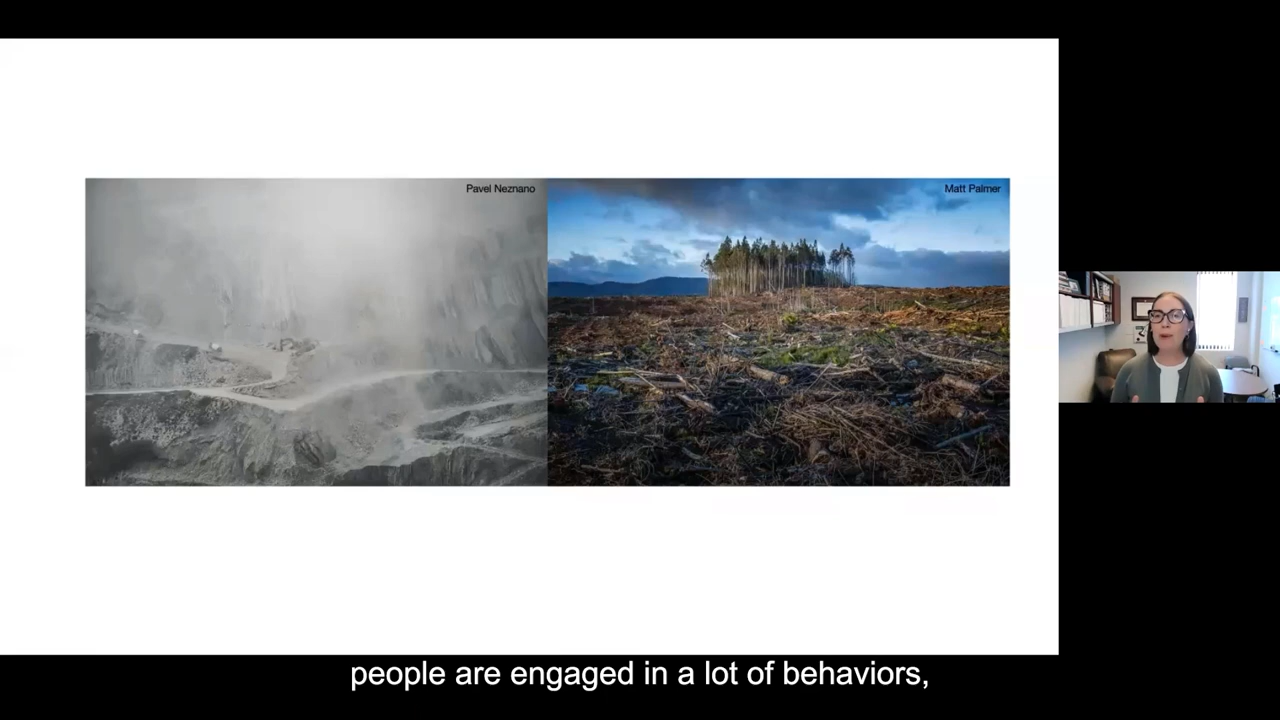 Pavel Neznano
Matt Palmer
people are engaged in a lot of behaviors,